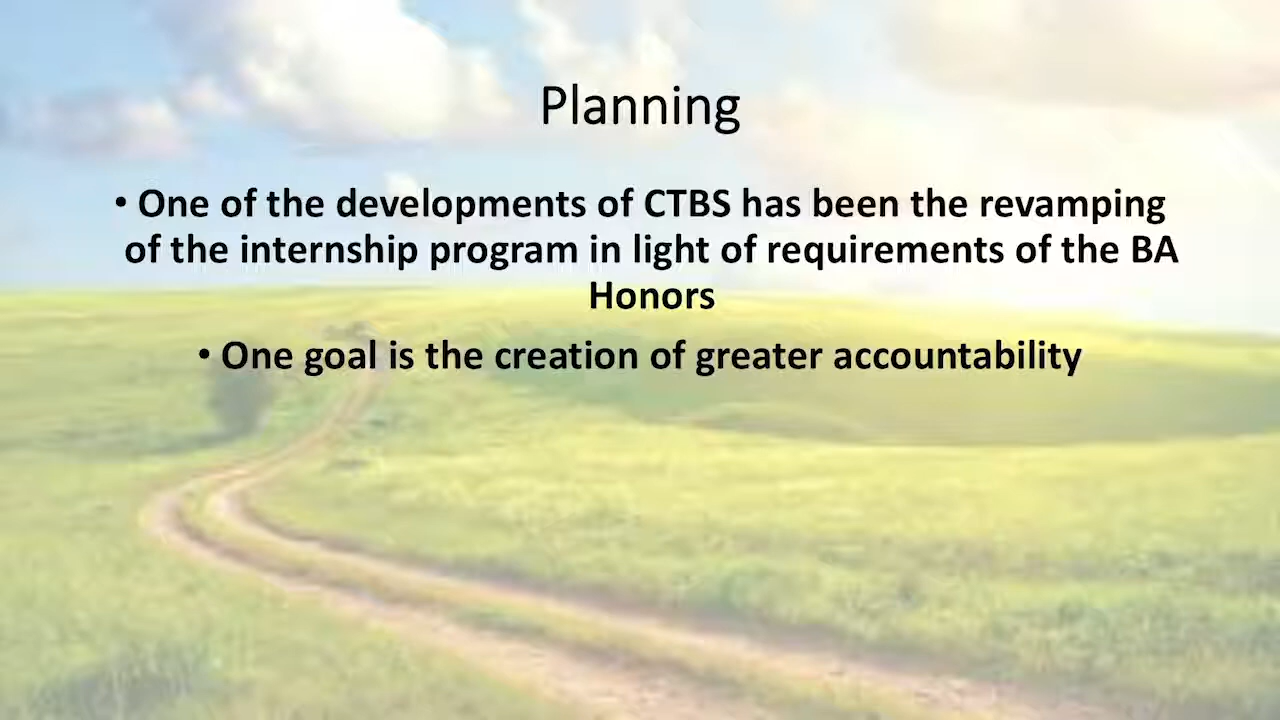 Planning
• One of the developments of CTBS has been the revamping
of the internship program in light of requirements of the BA
Honors
• One goal is the creation of greater accountability